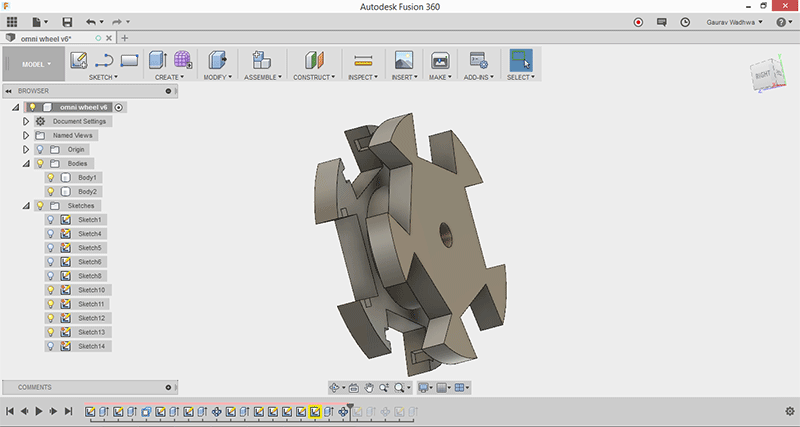 Autodesk Fusion 360
Gaurav Wadhwa
omni wheel v6*
MODEL
SKETCH
CREATE
MODIFY
ASSEMBLE
CONSTRUCT
INSPECT
INSERT
MAKE
ADD-INS
SELECT
BROWSER
omni wheel v6
Document Settings
Named Views
Origin
Bodies
Body1
Body2
Sketches
Sketch1
Sketch4
Sketch5
Sketch6
Sketch8
Sketch10
Sketch11
Sketch12
Sketch13
Sketch14
RIGHT
COMMENTS